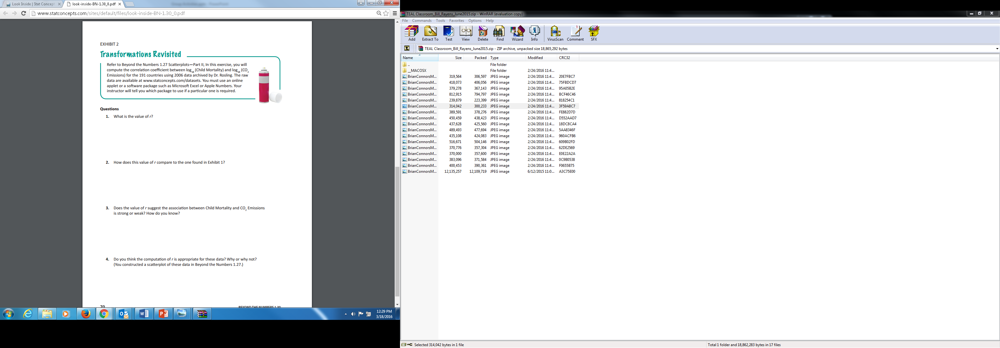 Look Inside | Stat Concept
look-inside-BN-1.30_0.pdf
www.statconcepts.com/sites/default/files/look-inside-BN-1.30_0.pdf
EXHIBIT 2
Transformations Revisited
Refer to Beyond the Numbers 1.27 Scatterplots—Part II, In this exercise, you will
compute the correlation coefficient between log10 (Child Mortality) and log10 (CO2
Emissions) for the 191 countries using 2006 data archived by Dr. Rosling. The raw
data are available at www.statconcepts.com/datasets. You must use an online
applet or a software package such as Microsoft Excel or Apple Numbers. Your
instructor will tell you which package to use if a particular one is required.
Questions
1. What is the value of r?
2. How does this value of r compare to the one found in Exhibit 1?
3. Does the value of r suggest the association between Child Mortality and CO2 Emissions
is strong or weak? How do you know?
4. Do you think the computation of r is appropriate for these data? Why or why not?
(You constructed a scatterplot of these data in Beyond the Numbers 1.27.)
70 BEYOND THE NUMBERS 1.30
12:29 PM
3/18/2016
TEAL Classroom_Bill_Rayens_June2015.zip - WinRAR (evaluation copy)
File Commands Tools Favorites Options Help
Add Extract To Test View Delete Find Wizard Info VirusScan Comment SFX
TEAL Classroom_Bill_Rayens_June2015.zip - ZIP archive, unpacked size 18,865,292 bytes
Name Size Packed Type Modified CRC32
.. File folder
__MACOSX File folder 2/24/2016 11:4...
BrianConnorsM... 319,564 306,597 JPEG image 2/24/2016 11:4... 20E7FBC7
BrianConnorsM... 418,073 406,056 JPEG image 2/24/2016 11:4... 75FBDCD7
BrianConnorsM... 379,278 367,143 JPEG image 2/24/2016 11:4... 95A05B2E
BrianConnorsM... 812,915 794,797 JPEG image 2/24/2016 11:4... BCF46C46
BrianConnorsM... 239,879 223,399 JPEG image 2/24/2016 11:4... 818254C1
BrianConnorsM... 314,042 300,233 JPEG image 2/24/2016 11:4... 3F59A8C7
BrianConnorsM... 389,591 378,276 JPEG image 2/24/2016 11:4... FE882D7D
BrianConnorsM... 450,459 438,423 JPEG image 2/24/2016 11:4... D552AAD7
BrianConnorsM... 437,628 425,560 JPEG image 2/24/2016 11:4... 18DC8CA4
BrianConnorsM... 489,493 477,694 JPEG image 2/24/2016 11:4... 5AA8346F
BrianConnorsM... 435,108 424,083 JPEG image 2/24/2016 11:4... 960ACFB6
BrianConnorsM... 516,671 504,146 JPEG image 2/24/2016 11:4... 609B02FD
BrianConnorsM... 370,776 357,304 JPEG image 2/24/2016 11:4... 62DE2569
BrianConnorsM... 370,000 357,600 JPEG image 2/24/2016 11:4... E0E22A2A
BrianConnorsM... 383,096 371,584 JPEG image 2/24/2016 11:4... 0C9B0538
BrianConnorsM... 400,453 390,361 JPEG image 2/24/2016 11:4... F0655B75
BrianConnorsM... 12,135,257 12,109,719 JPEG image 6/12/2015 11:0... A3C75E00
Selected 314,042 bytes in 1 file
Total 1 folder and 18,862,283 bytes in 17 files